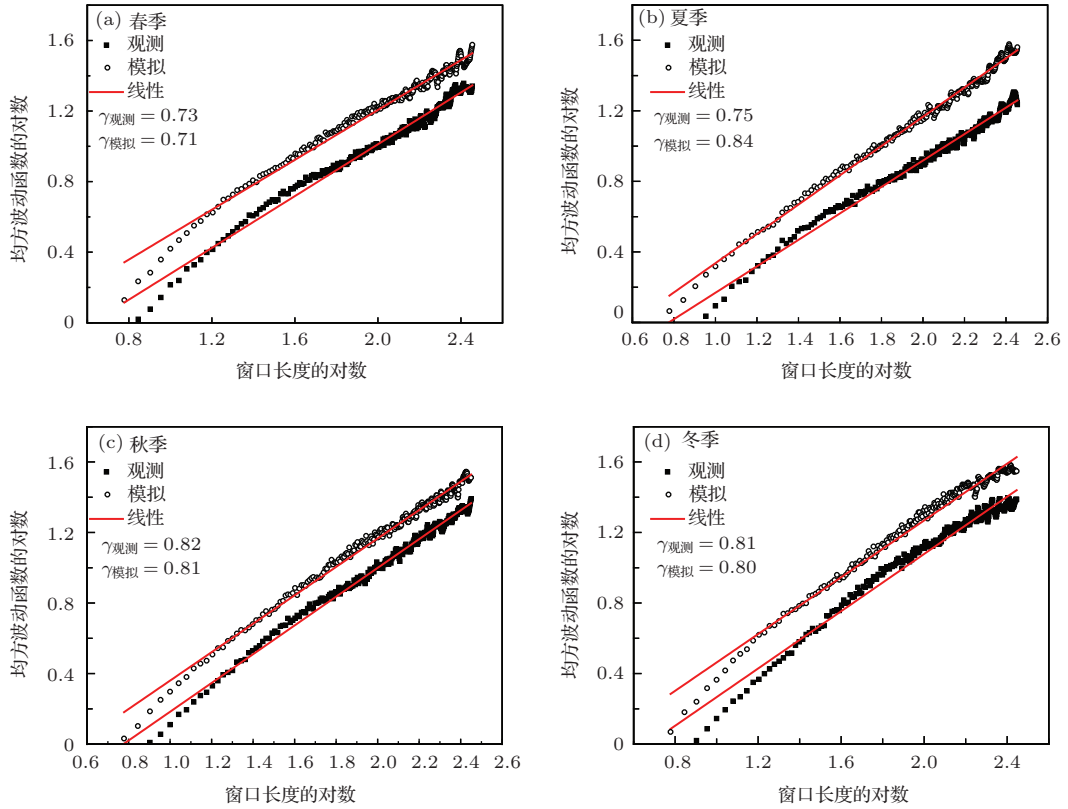 (a) 春季
观测
模拟
线性
γ观测 = 0.73
γ模拟 = 0.71
均方波动函数的对数
1.6
1.2
0.8
0.4
0
0.8 1.2 1.6 2.0 2.4
窗口长度的对数
(b) 夏季
观测
模拟
线性
γ观测 = 0.75
γ模拟 = 0.84
均方波动函数的对数
1.6
1.2
0.8
0.4
0
0.6 0.8 1.0 1.2 1.4 1.6 1.8 2.0 2.2 2.4 2.6
窗口长度的对数
(c) 秋季
观测
模拟
线性
γ观测 = 0.82
γ模拟 = 0.81
均方波动函数的对数
1.6
1.2
0.8
0.4
0
0.6 0.8 1.0 1.2 1.4 1.6 1.8 2.0 2.2 2.4 2.6
窗口长度的对数
(d) 冬季
观测
模拟
线性
γ观测 = 0.81
γ模拟 = 0.80
均方波动函数的对数
1.6
1.2
0.8
0.4
0
0.8 1.2 1.6 2.0 2.4
窗口长度的对数